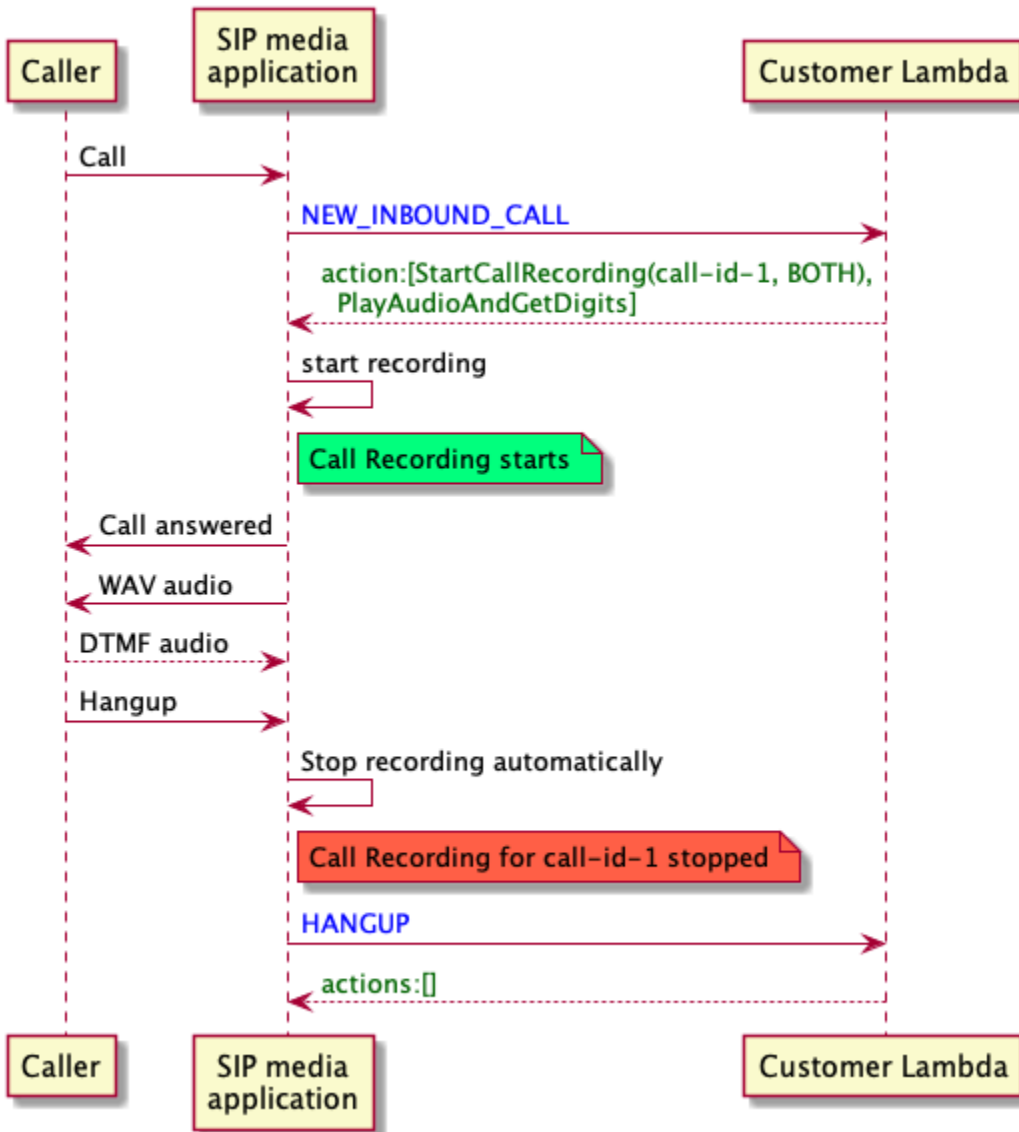 Caller
SIP media
application
Customer Lambda
Call
NEW_INBOUND_CALL
action:[StartCallRecording(call-id-1, BOTH),
PlayAudioAndGetDigits]
start recording
Call Recording starts
Call answered
WAV audio
DTMF audio
Hangup
Stop recording automatically
Call Recording for call-id-1 stopped
HANGUP
actions:[]
Caller
SIP media
application
Customer Lambda